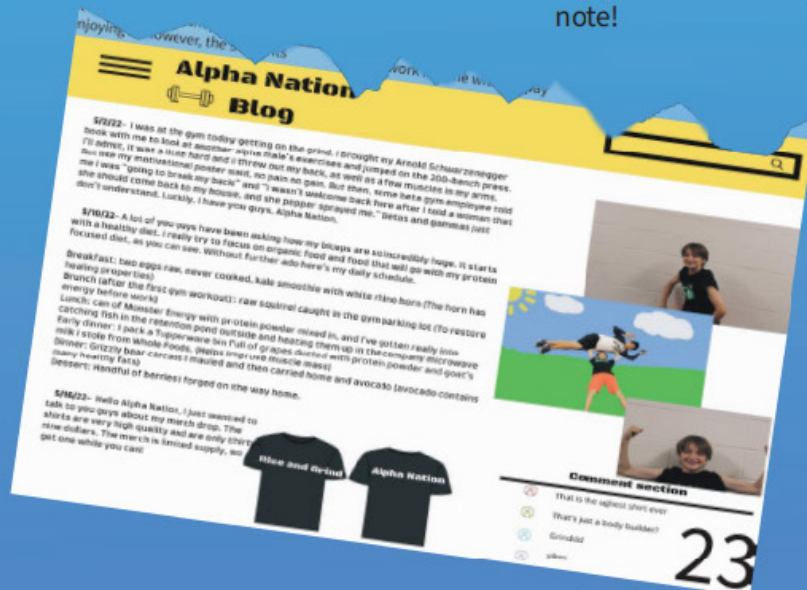 note!
Alpha Nation
Blog
5/2/22- I was at the gym today getting on the grind. I brought my Arnold Schwarzenegger
book with me to look at another alpha male's exercises and jumped on the 200-bench press.
I'll admit, it was a little hard and I threw out my back, as well as a few muscles in my arms.
But like my motivational poster said, no pain no gain. But then, some beta gym employee told
me I was "going to break my back" and "I wasn't welcome back here after I told a woman that
she should come back to my house, and she pepper sprayed me." Betas and gammas just
don't understand. Luckily, I have you guys, Alpha Nation.
5/10/22- A lot of you guys have been asking how my biceps are so incredibly huge. It starts
with a healthy diet. I really try to focus on organic food and food that will go with my protein
focused diet, as you can see. Without further ado here's my daily schedule.
Breakfast: two eggs raw, never cooked, kale smoothie with white rhino horn (The horn has
healing properties)
Brunch (after the first gym workout): raw squirrel caught in the gym parking lot (To restore
energy before work)
Lunch: can of Monster Energy with protein powder mixed in, and I've gotten really into
catching fish in the retention pond outside and heating them up in the company microwave
Early dinner: I pack a Tupperware bin full of grapes dusted with protein powder and goat's
milk I stole from Whole Foods. (Helps improve muscle mass)
Dinner: Grizzly bear carcass I mauled and then carried home and avocado (avocado contains
many healthy fats)
Dessert: Handful of berries I forged on the way home.
5/16/22- Hello Alpha Nation, I just wanted to
talk to you guys about my merch drop. The
shirts are very high quality and are only thirty
nine dollars. The merch is limited supply, so
get one while you can!
Rise and Grind
Alpha Nation
Comment section
That is the ugliest shirt ever
That's just a body builder?
23